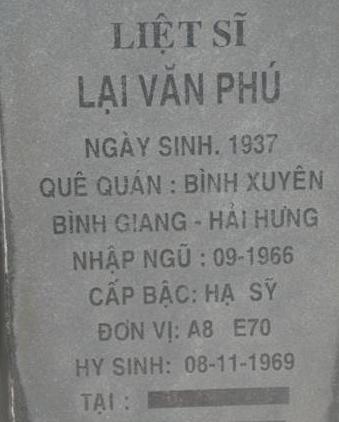 LIỆT SĨ
LẠI VĂN PHÚ
NGÀY SINH. 1937
QUÊ QUÁN : BÌNH XUYÊN
BÌNH GIANG - HẢI HƯNG
NHẬP NGŨ : 09-1966
CẤP BẬC: HẠ SỸ
ĐƠN VỊ: A8 E70
HY SINH: 08-11-1969
TẠI :